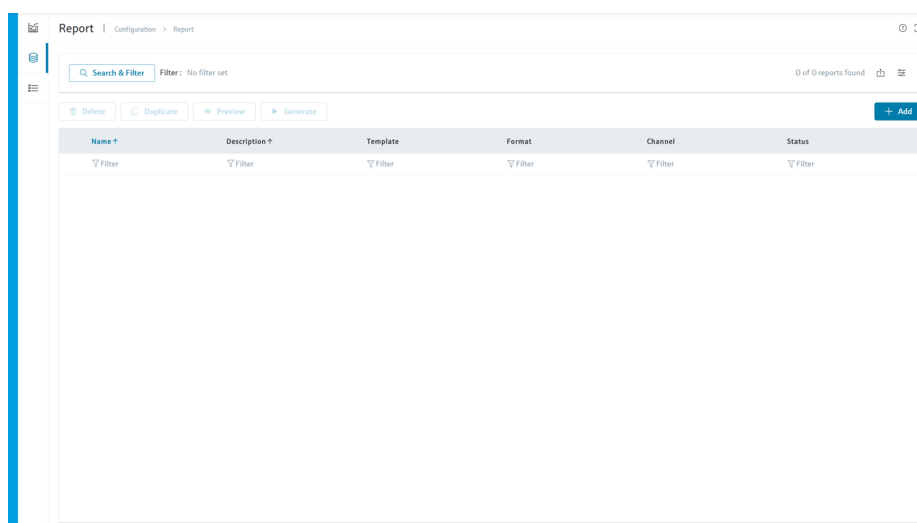 Report | Configuration > Report
Search & Filter Filter : No filter set 0 of 0 reports found
Delete Duplicate Preview Generate + Add
Name ↑ Description ↑ Template Format Channel Status
Filter Filter Filter Filter Filter Filter